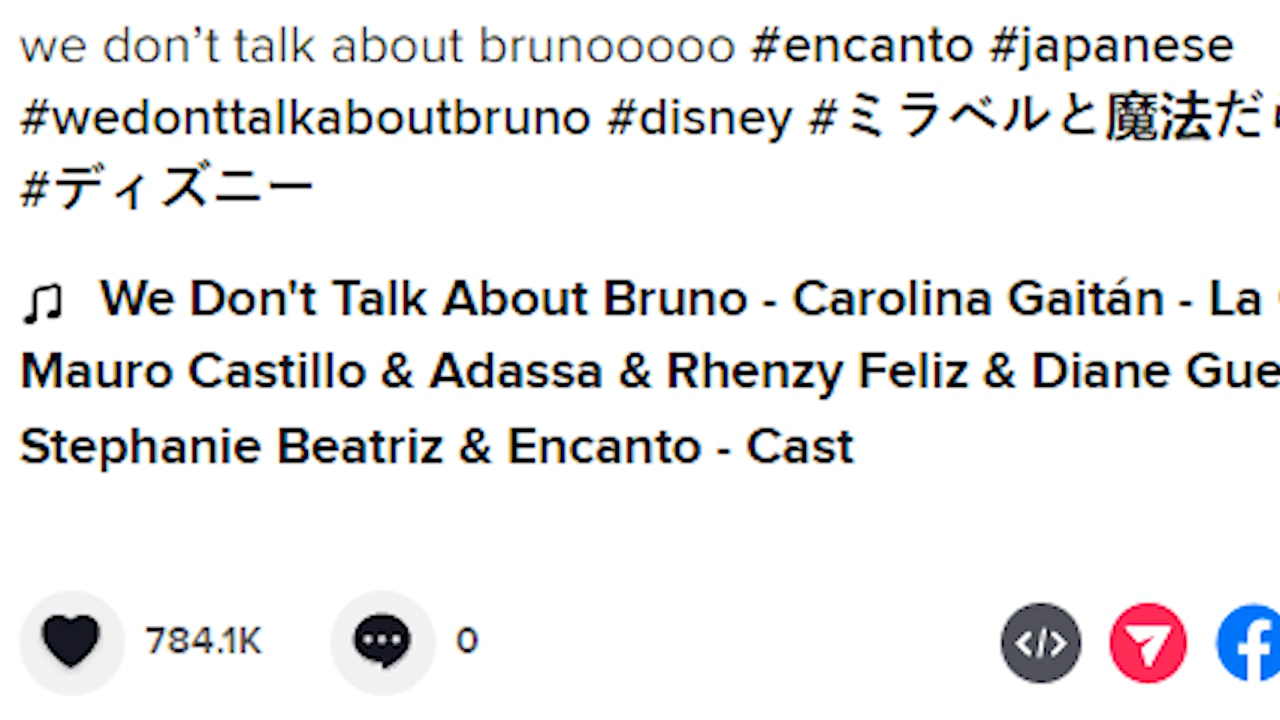 we don’t talk about brunooooo #encanto #japanese
#wedonttalkaboutbruno #disney #ミラベルと魔法だ
#ディズニー
We Don't Talk About Bruno - Carolina Gaitán - La
Mauro Castillo & Adassa & Rhenzy Feliz & Diane Gue
Stephanie Beatriz & Encanto - Cast
784.1K 0